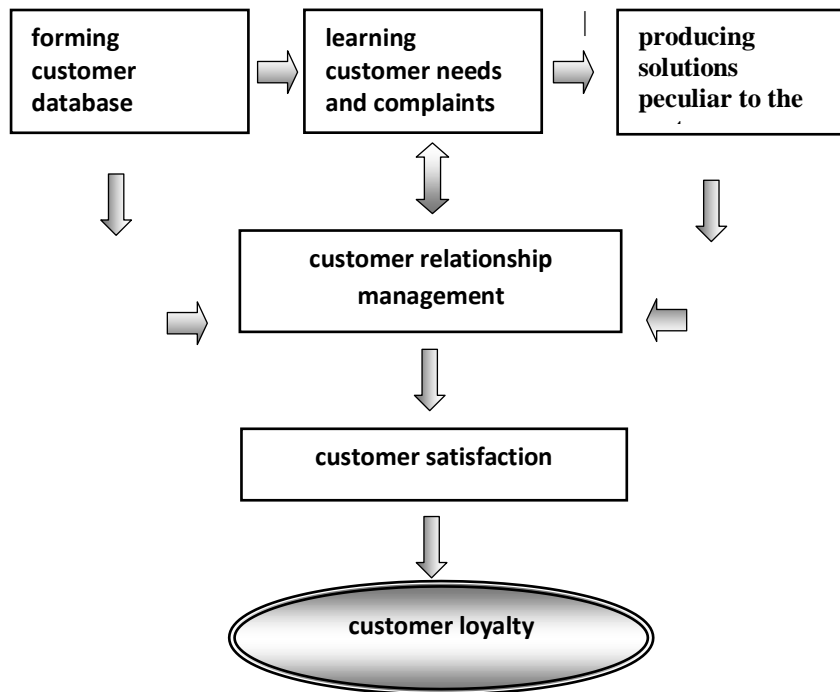 forming
customer
database
learning
customer needs
and complaints
producing
solutions
peculiar to the
customer relationship
management
customer satisfaction
customer loyalty